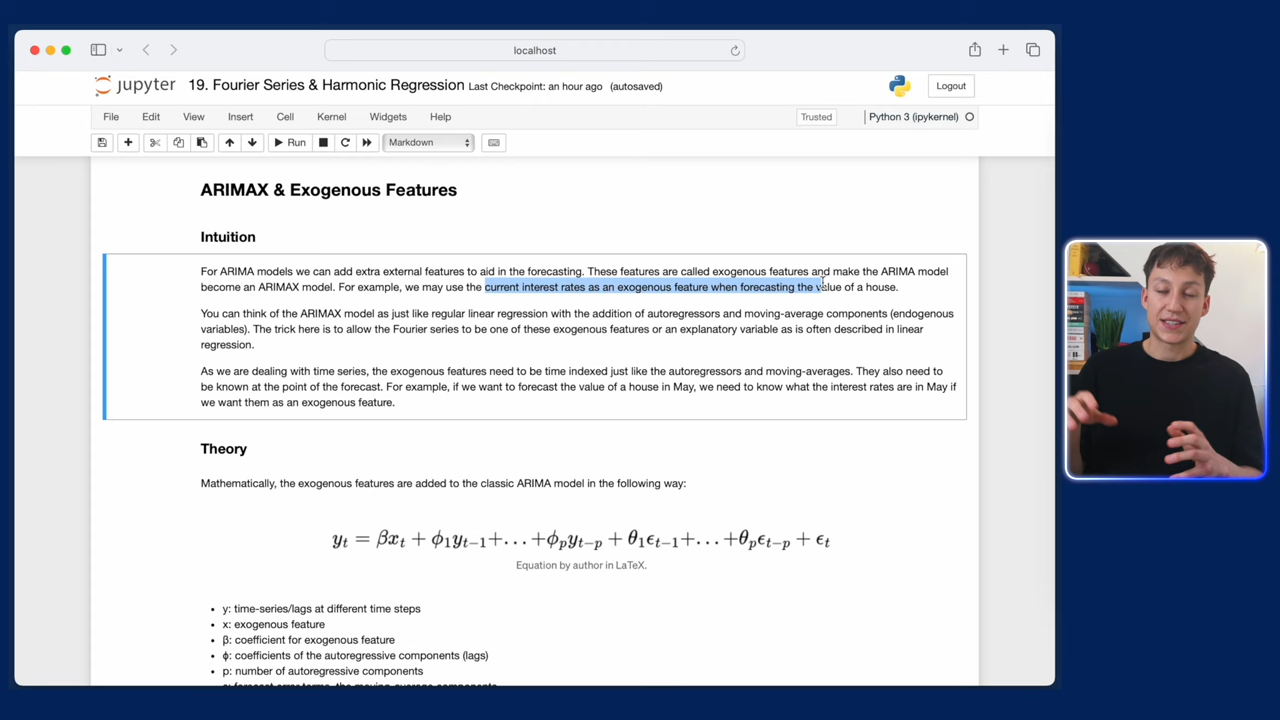 localhost
jupyter 19. Fourier Series & Harmonic Regression Last Checkpoint: an hour ago (autosaved) Logout
File Edit View Insert Cell Kernel Widgets Help Trusted Python 3 (ipykernel)
Run Markdown
ARIMAX & Exogenous Features
Intuition
For ARIMA models we can add extra external features to aid in the forecasting. These features are called exogenous features and make the ARIMA model
become an ARIMAX model. For example, we may use the current interest rates as an exogenous feature when forecasting the value of a house.
You can think of the ARIMAX model as just like regular linear regression with the addition of autoregressors and moving-average components (endogenous
variables). The trick here is to allow the Fourier series to be one of these exogenous features or an explanatory variable as is often described in linear
regression.
As we are dealing with time series, the exogenous features need to be time indexed just like the autoregressors and moving-averages. They also need to
be known at the point of the forecast. For example, if we want to forecast the value of a house in May, we need to know what the interest rates are in May if
we want them as an exogenous feature.
Theory
Mathematically, the exogenous features are added to the classic ARIMA model in the following way:
y_t = βx_t + ϕ_1y_{t−1}+…+ϕ_py_{t−p} + θ_1ϵ_{t−1}+…+θ_pϵ_{t−p} + ϵ_t
Equation by author in LaTeX.
• y: time-series/lags at different time steps
• x: exogenous feature
• β: coefficient for exogenous feature
• ϕ: coefficients of the autoregressive components (lags)
• p: number of autoregressive components